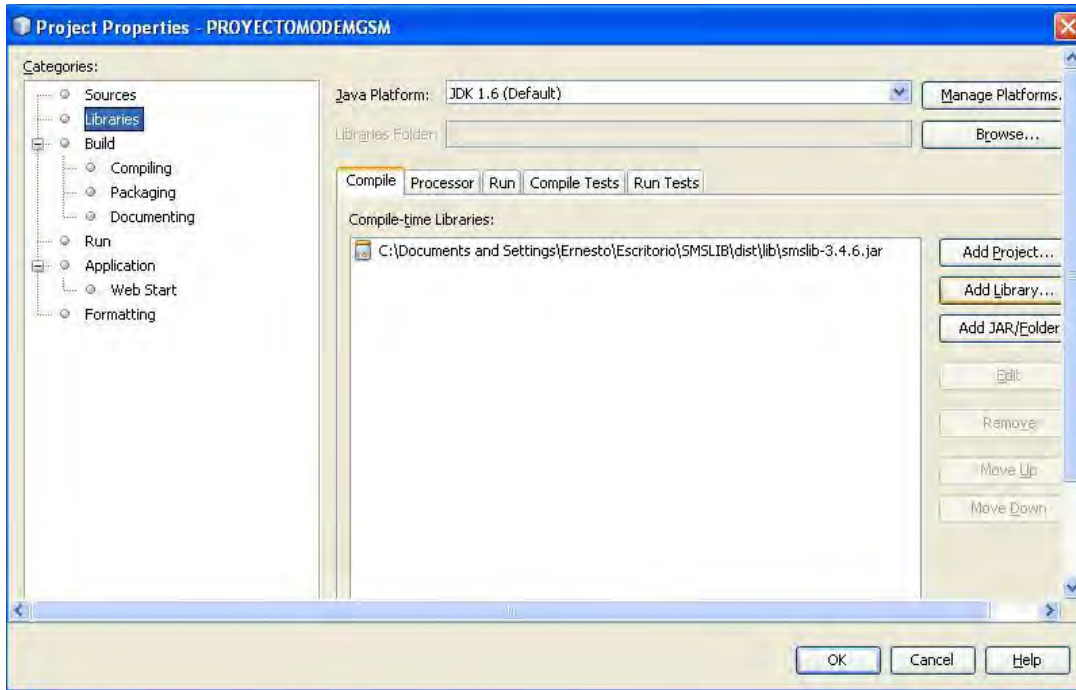 Project Properties - PROYECTOMODEMGSM
Categories:
Sources
Libraries
Build
Compiling
Packaging
Documenting
Run
Application
Web Start
Formatting
Java Platform: JDK 1.6 (Default) Manage Platforms.
Libraries Folder: Browse...
Compile Processor Run Compile Tests Run Tests
Compile-time Libraries:
C:\Documents and Settings\Ernesto\Escritorio\SMSLIB\dist\lib\smslib-3.4.6.jar
Add Project...
Add Library...
Add JAR/Folder
Edit
Remove
Move Up
Move Down
OK Cancel Help